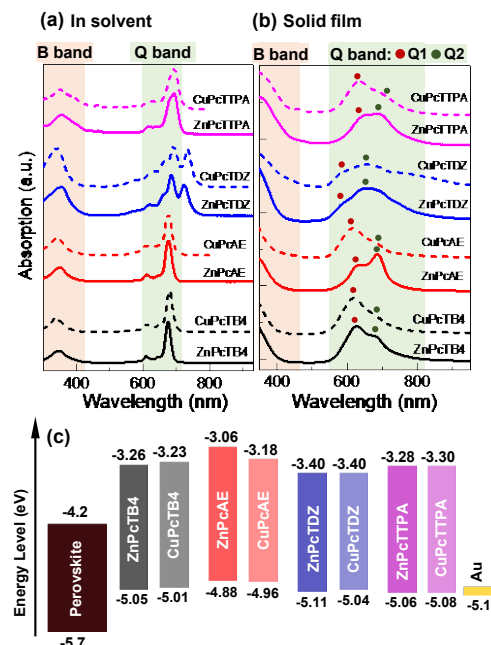 (a) In solvent
(b) Solid film
B band
Q band
B band
Q band: Q1 Q2
Absorption (a.u.)
CuPcTTPA
ZnPcTTPA
CuPcTDZ
ZnPcTDZ
CuPcAE
ZnPcAE
CuPcTB4
ZnPcTB4
CuPcTTPA
ZnPcTTPA
CuPcTDZ
ZnPcTDZ
CuPcAE
ZnPcAE
CuPcTB4
ZnPcTB4
400 600 800
400 600 800
Wavelength (nm)
Wavelength (nm)
(c)
Energy Level (eV)
-4.2
Perovskite
-5.7
-3.26
ZnPcTB4
-5.05
-3.23
CuPcTB4
-5.01
-3.06
ZnPcAE
-4.88
-3.18
CuPcAE
-4.96
-3.40
ZnPcTDZ
-5.11
-3.40
CuPcTDZ
-5.04
-3.28
ZnPcTTPA
-5.06
-3.30
CuPcTTPA
-5.08
Au
-5.1